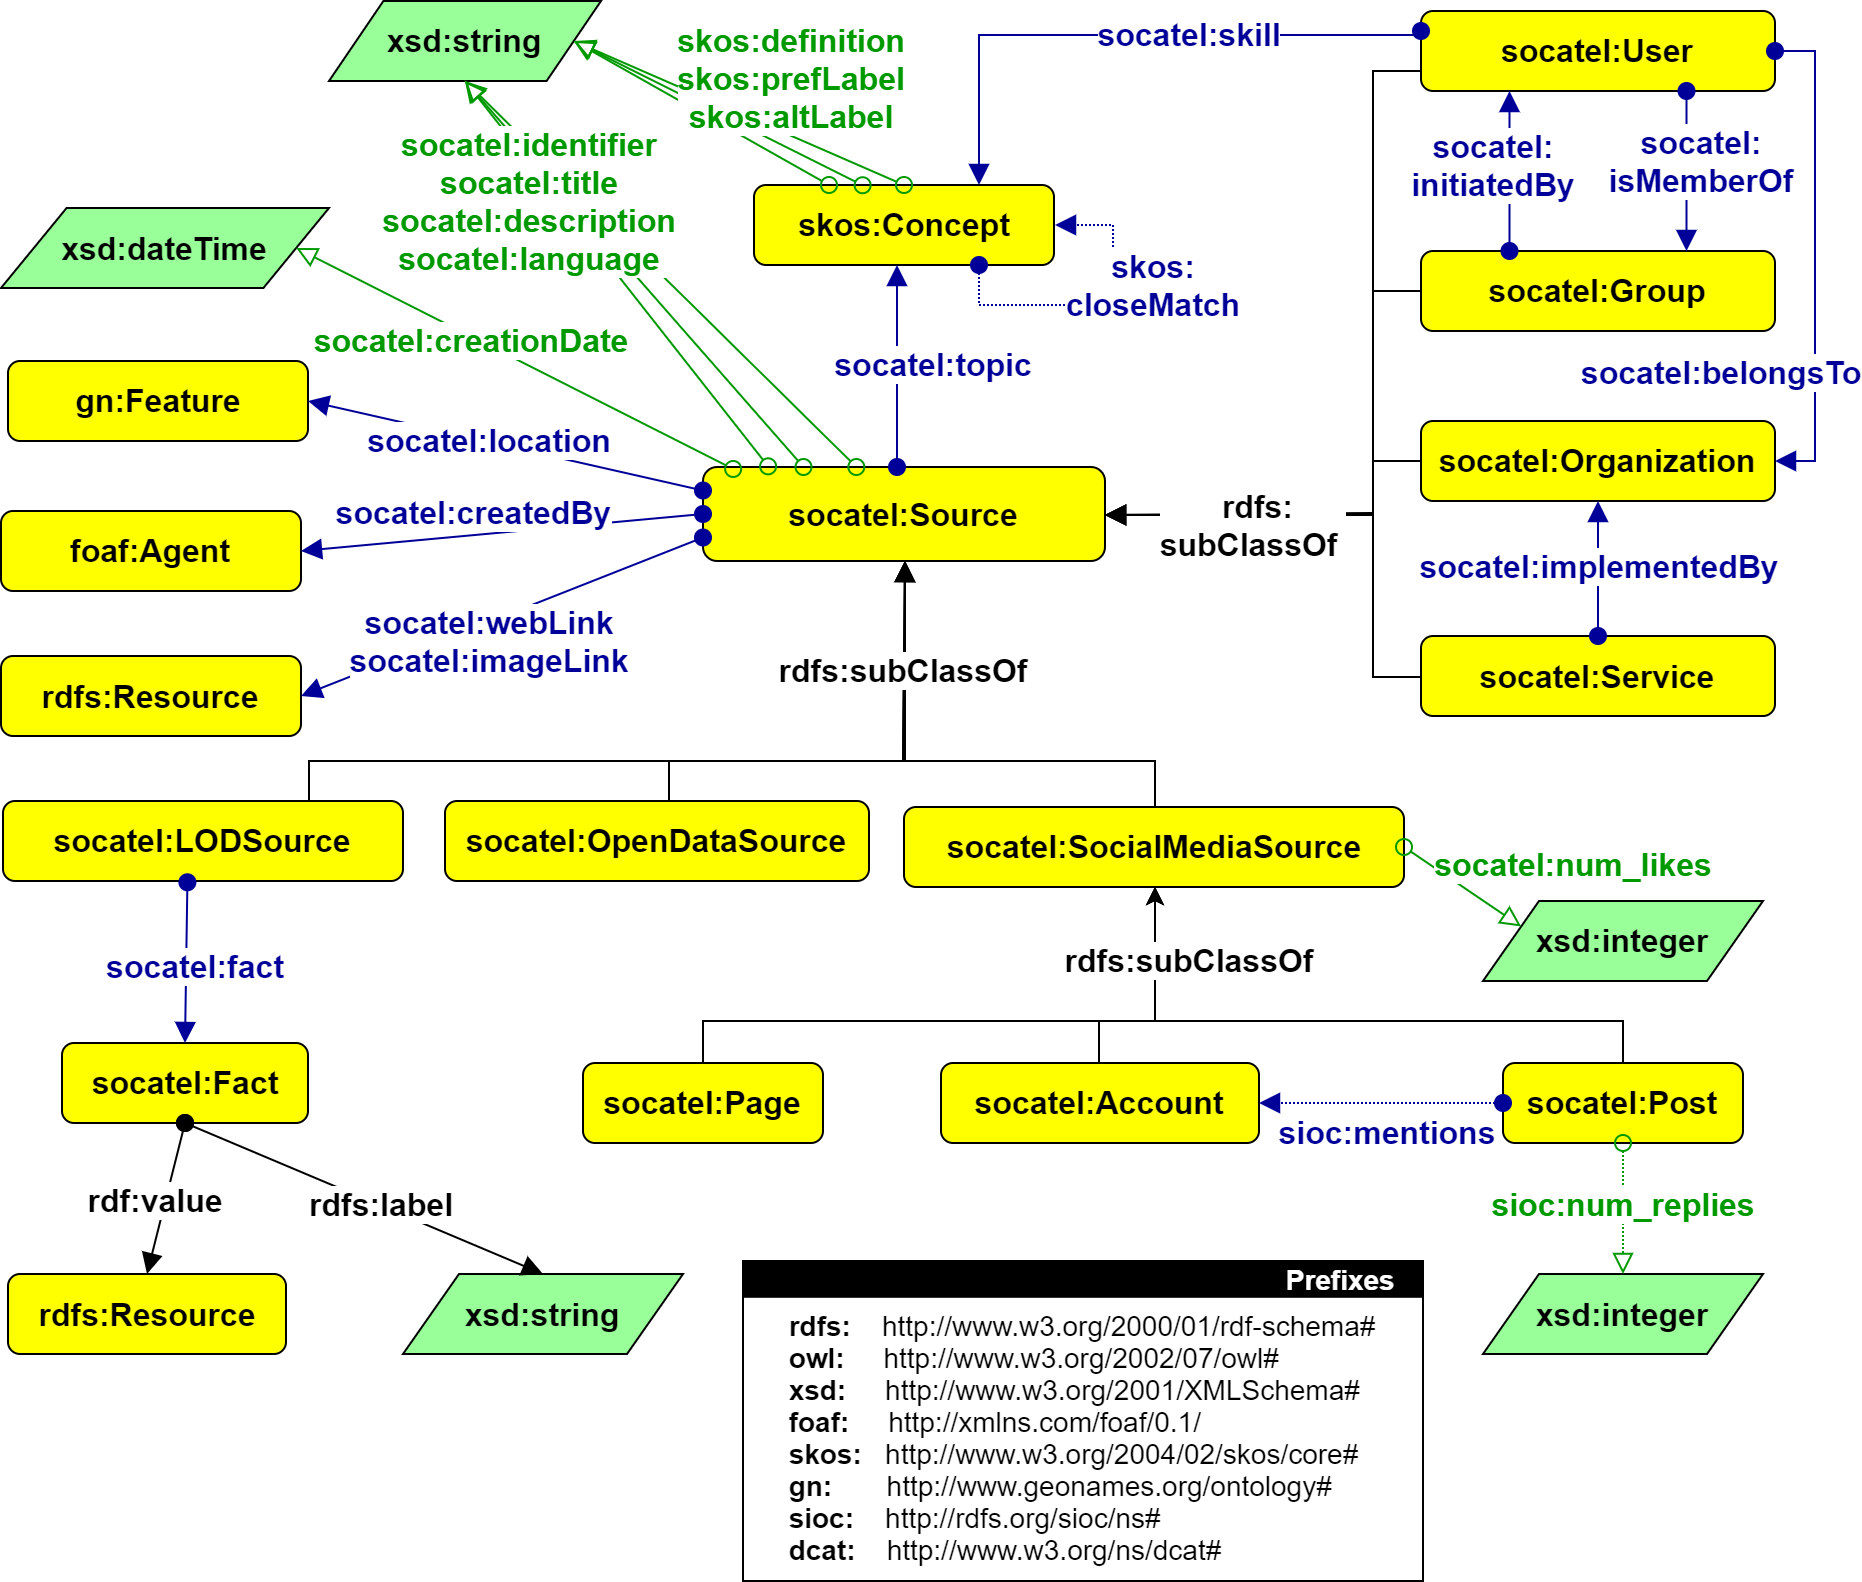 xsd:string
skos:definition
skos:prefLabel
skos:altLabel
socatel:skill
socatel:User
socatel:identifier
socatel:title
socatel:description
socatel:language
socatel:
initiatedBy
socatel:
isMemberOf
xsd:dateTime
skos:Concept
skos:
closeMatch
socatel:Group
socatel:creationDate
socatel:topic
socatel:belongsTo
gn:Feature
socatel:location
socatel:Organization
socatel:createdBy
foaf:Agent
socatel:Source
rdfs:
subClassOf
socatel:implementedBy
socatel:webLink
socatel:imageLink
rdfs:Resource
rdfs:subClassOf
socatel:Service
socatel:LODSource
socatel:OpenDataSource
socatel:SocialMediaSource
socatel:num_likes
xsd:integer
socatel:fact
rdfs:subClassOf
socatel:Fact
socatel:Page
socatel:Account
socatel:Post
sioc:mentions
rdf:value
rdfs:label
sioc:num_replies
rdfs:Resource
xsd:string
xsd:integer
Prefixes
rdfs: http://www.w3.org/2000/01/rdf-schema#
owl: http://www.w3.org/2002/07/owl#
xsd: http://www.w3.org/2001/XMLSchema#
foaf: http://xmlns.com/foaf/0.1/
skos: http://www.w3.org/2004/02/skos/core#
gn: http://www.geonames.org/ontology#
sioc: http://rdfs.org/sioc/ns#
dcat: http://www.w3.org/ns/dcat#